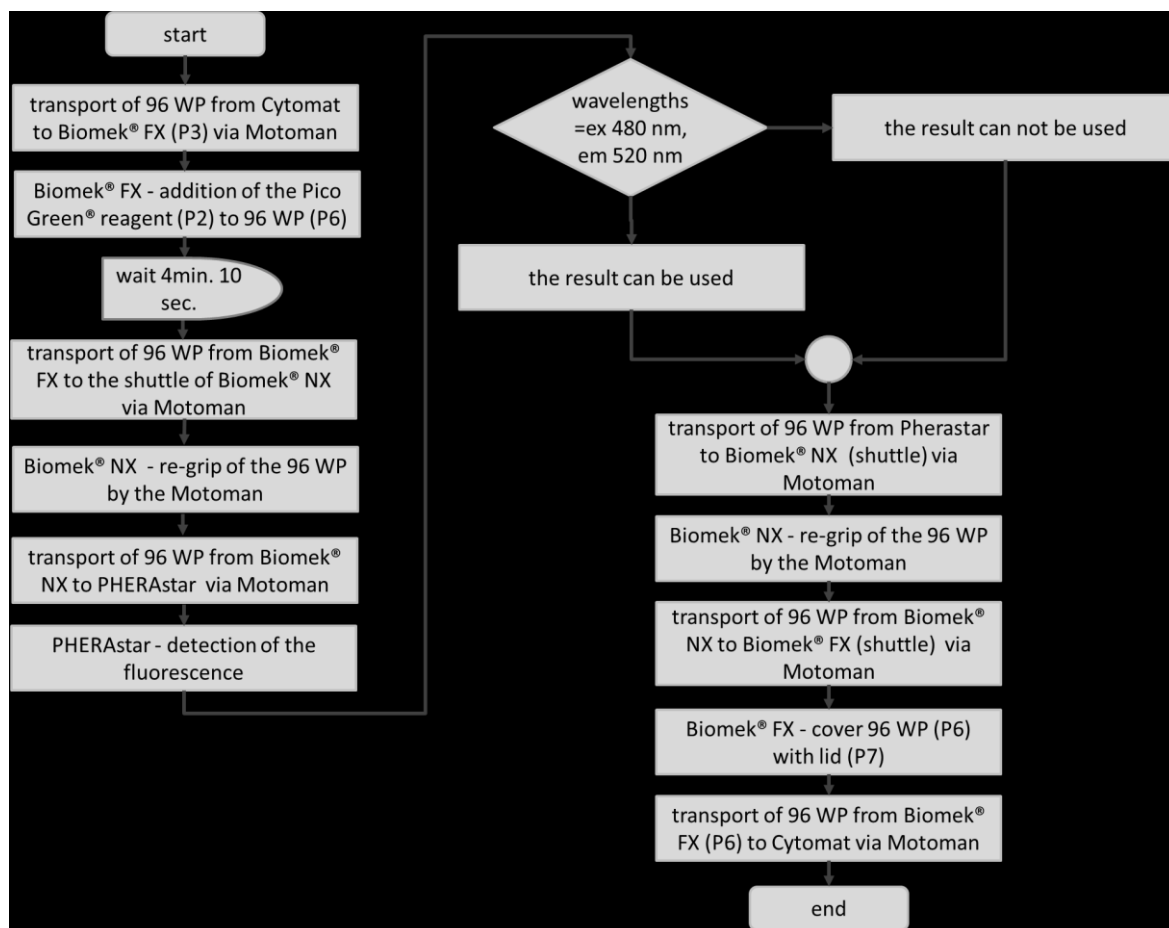 start
transport of 96 WP from Cytomat
to Biomek® FX (P3) via Motoman
Biomek® FX - addition of the Pico
Green® reagent (P2) to 96 WP (P6)
wait 4min. 10
sec.
transport of 96 WP from Biomek®
FX to the shuttle of Biomek® NX
via Motoman
Biomek® NX - re-grip of the 96 WP
by the Motoman
transport of 96 WP from Biomek®
NX to PHERAstar via Motoman
PHERAstar - detection of the
fluorescence
wavelengths
=ex 480 nm,
em 520 nm
the result can not be used
the result can be used
transport of 96 WP from Pherastar
to Biomek® NX (shuttle) via
Motoman
Biomek® NX - re-grip of the 96 WP
by the Motoman
transport of 96 WP from Biomek®
NX to Biomek® FX (shuttle) via
Motoman
Biomek® FX - cover 96 WP (P6)
with lid (P7)
transport of 96 WP from Biomek®
FX (P6) to Cytomat via Motoman
end